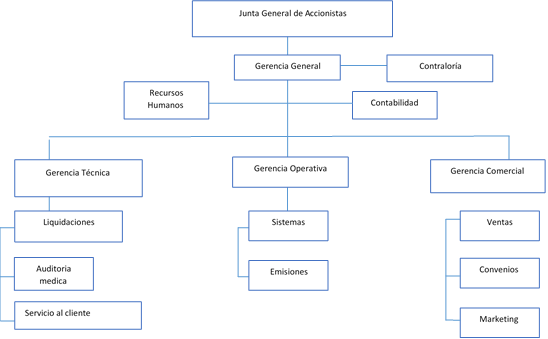 Junta General de Accionistas
Gerencia General
Contraloría
Recursos
Humanos
Contabilidad
Gerencia Técnica
Gerencia Operativa
Gerencia Comercial
Liquidaciones
Sistemas
Ventas
Auditoria
medica
Emisiones
Convenios
Servicio al cliente
Marketing